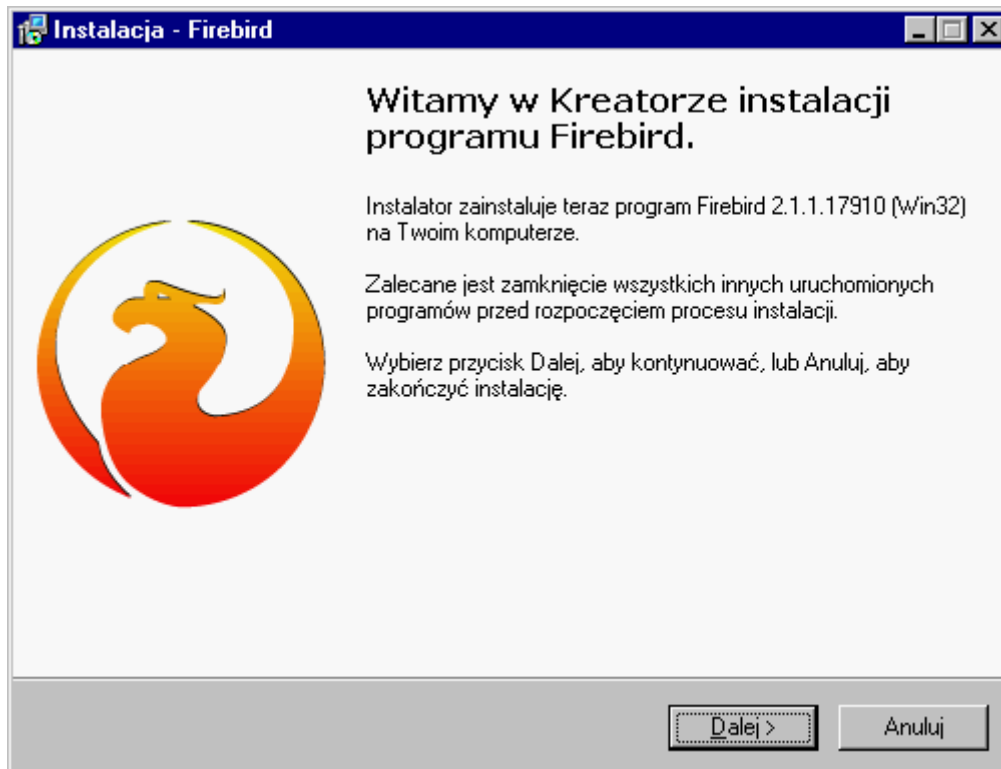 Instalacja - Firebird
Witamy w Kreatorze instalacji
programu Firebird.
Instalator zainstaluje teraz program Firebird 2.1.1.17910 (Win32)
na Twoim komputerze.
Zalecane jest zamknięcie wszystkich innych uruchomionych
programów przed rozpoczęciem procesu instalacji.
Wybierz przycisk Dalej, aby kontynuować, lub Anuluj, aby
zakończyć instalację.
Dalej > Anuluj